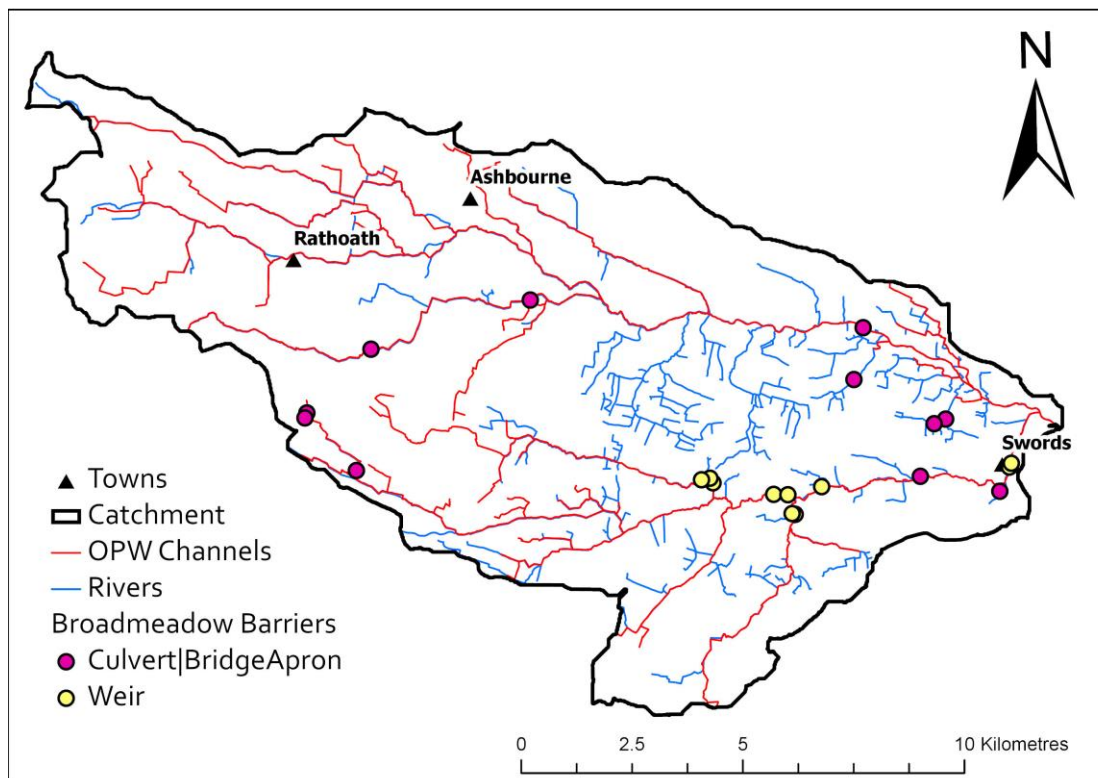 N
Ashbourne
Rathoath
Swords
Towns
Catchment
OPW Channels
Rivers
Broadmeadow Barriers
Culvert|BridgeApron
Weir
0 2.5 5 10 Kilometres